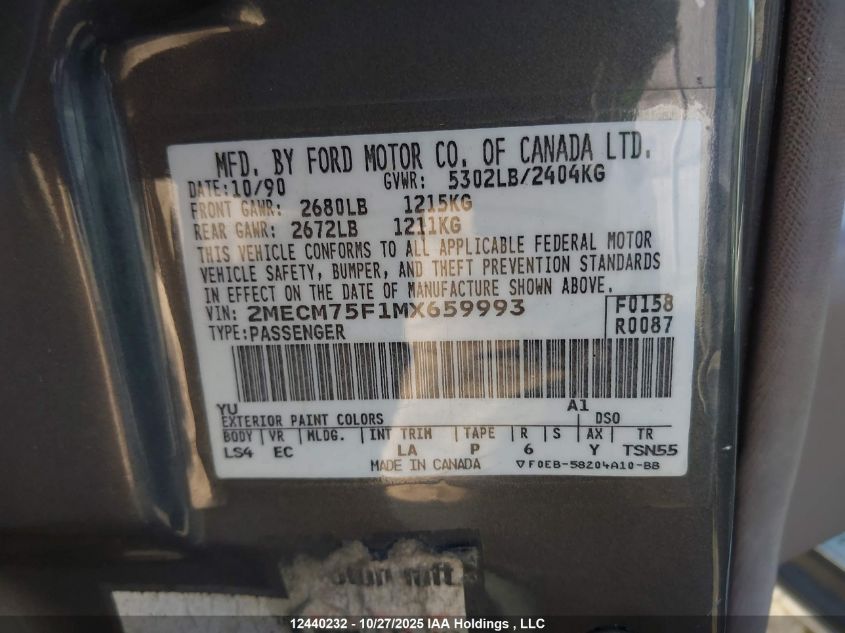 MFD. BY FORD MOTOR CO. OF CANADA LTD.
DATE: 10/90 GVWR: 5302LB/2404KG
FRONT GAWR: 2680LB 1215KG
REAR GAWR: 2672LB 1211KG
THIS VEHICLE CONFORMS TO ALL APPLICABLE FEDERAL MOTOR
VEHICLE SAFETY, BUMPER, AND THEFT PREVENTION STANDARDS
IN EFFECT ON THE DATE OF MANUFACTURE SHOWN ABOVE.
VIN: 2MECM75F1MX659993 F0158
TYPE: PASSENGER R0087
YU A1
EXTERIOR PAINT COLORS DSO
BODY VR MLDG. INT TRIM TAPE R S AX TR
LS4 EC LA P 6 Y TSN55
MADE IN CANADA F0EB-58204A10-BB
12440232 - 10/27/2025 IAA Holdings , LLC